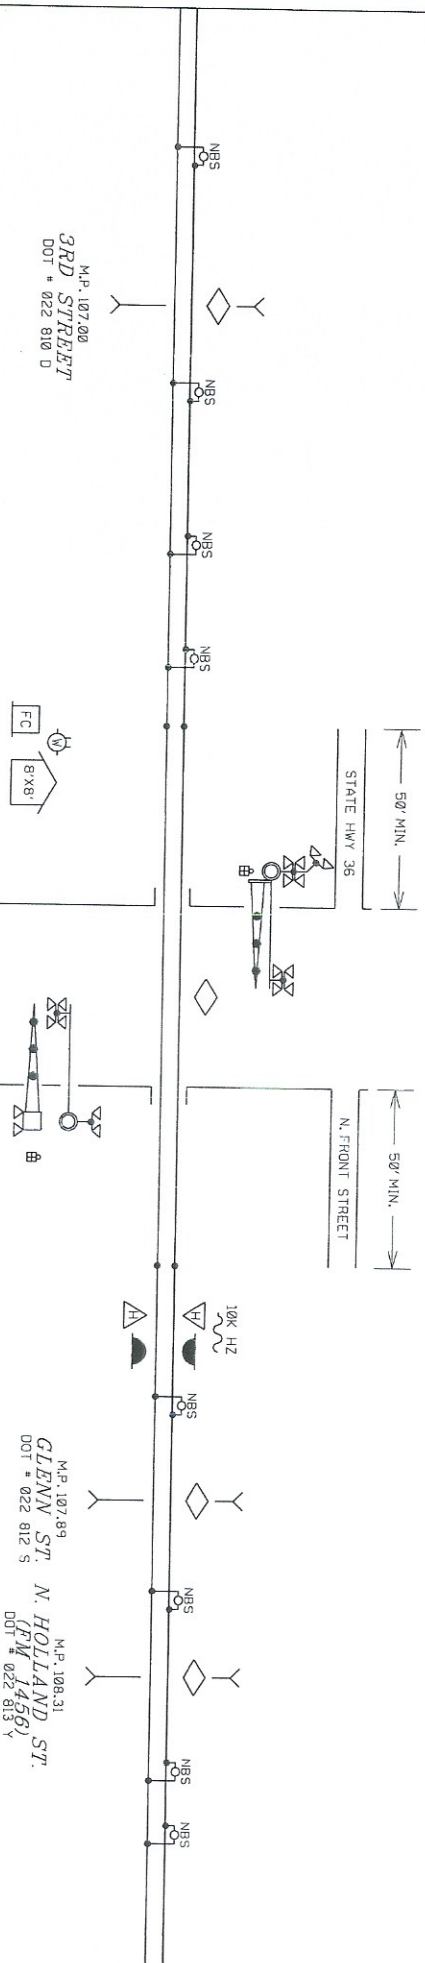 NBS
M.P. 107.00
3RD STREET
DOT # 022 810 D
NBS
NBS
NBS
FC
W
8'X8'
50' MIN.
STATE HWY 36
50' MIN.
N. FRONT STREET
10K HZ
H
H
NBS
M.P. 107.89
GLENN ST.
DOT # 022 812 S
NBS
M.P. 108.31
N. HOLLAND ST.
(FM 1456)
DOT # 022 813 Y
NBS
NBS